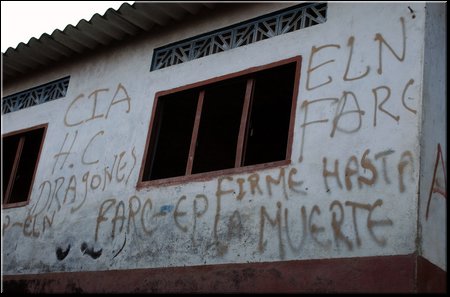 CIA
H.C
DRAGONES
P-ELN
FARC-EP
ELN
FARC
FIRME HASTA
LA MUERTE